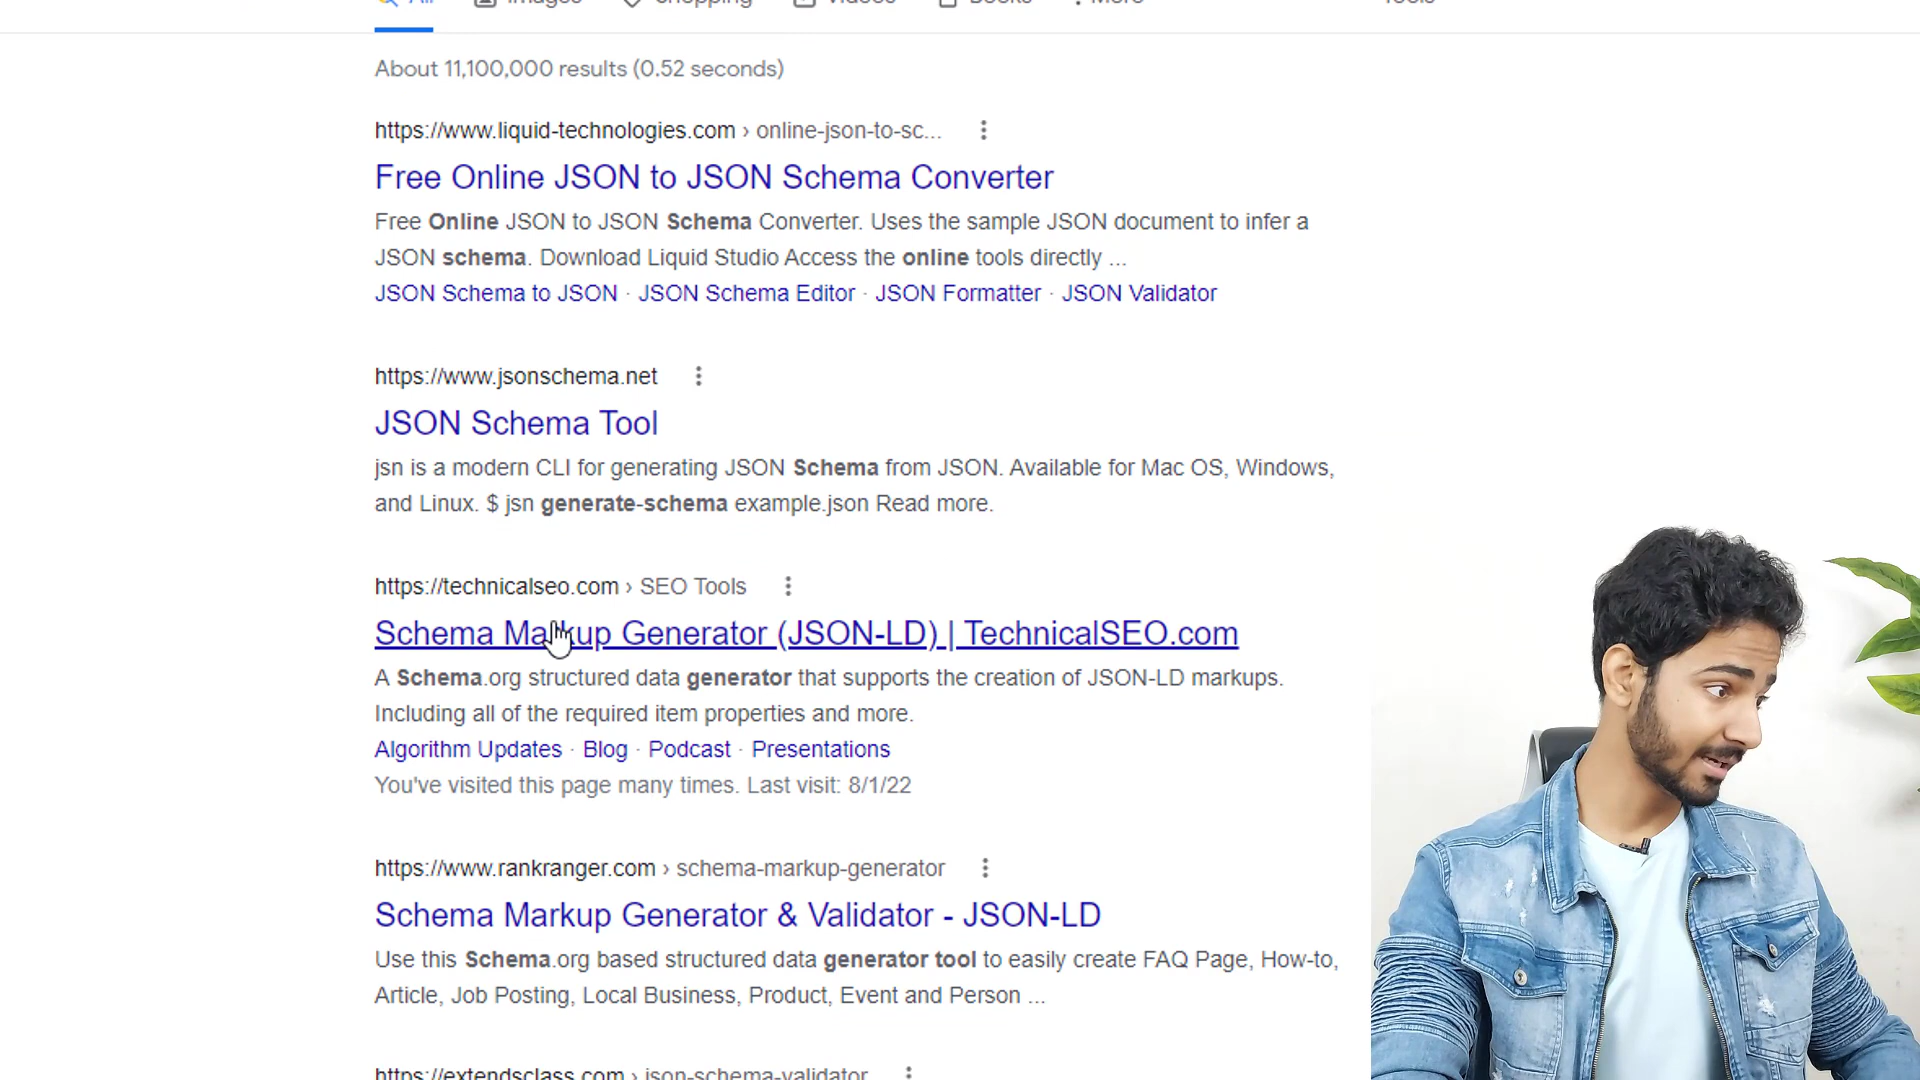 All Images Shopping Videos Books More Tools
About 11,100,000 results (0.52 seconds)
https://www.liquid-technologies.com › online-json-to-sc...
Free Online JSON to JSON Schema Converter
Free Online JSON to JSON Schema Converter. Uses the sample JSON document to infer a
JSON schema. Download Liquid Studio Access the online tools directly ...
JSON Schema to JSON · JSON Schema Editor · JSON Formatter · JSON Validator
https://www.jsonschema.net
JSON Schema Tool
jsn is a modern CLI for generating JSON Schema from JSON. Available for Mac OS, Windows,
and Linux. $ jsn generate-schema example.json Read more.
https://technicalseo.com › SEO Tools
Schema Markup Generator (JSON-LD) | TechnicalSEO.com
A Schema.org structured data generator that supports the creation of JSON-LD markups.
Including all of the required item properties and more.
Algorithm Updates · Blog · Podcast · Presentations
You've visited this page many times. Last visit: 8/1/22
https://www.rankranger.com › schema-markup-generator
Schema Markup Generator & Validator - JSON-LD
Use this Schema.org based structured data generator tool to easily create FAQ Page, How-to,
Article, Job Posting, Local Business, Product, Event and Person ...
https://extendsclass.com › json-schema-validator